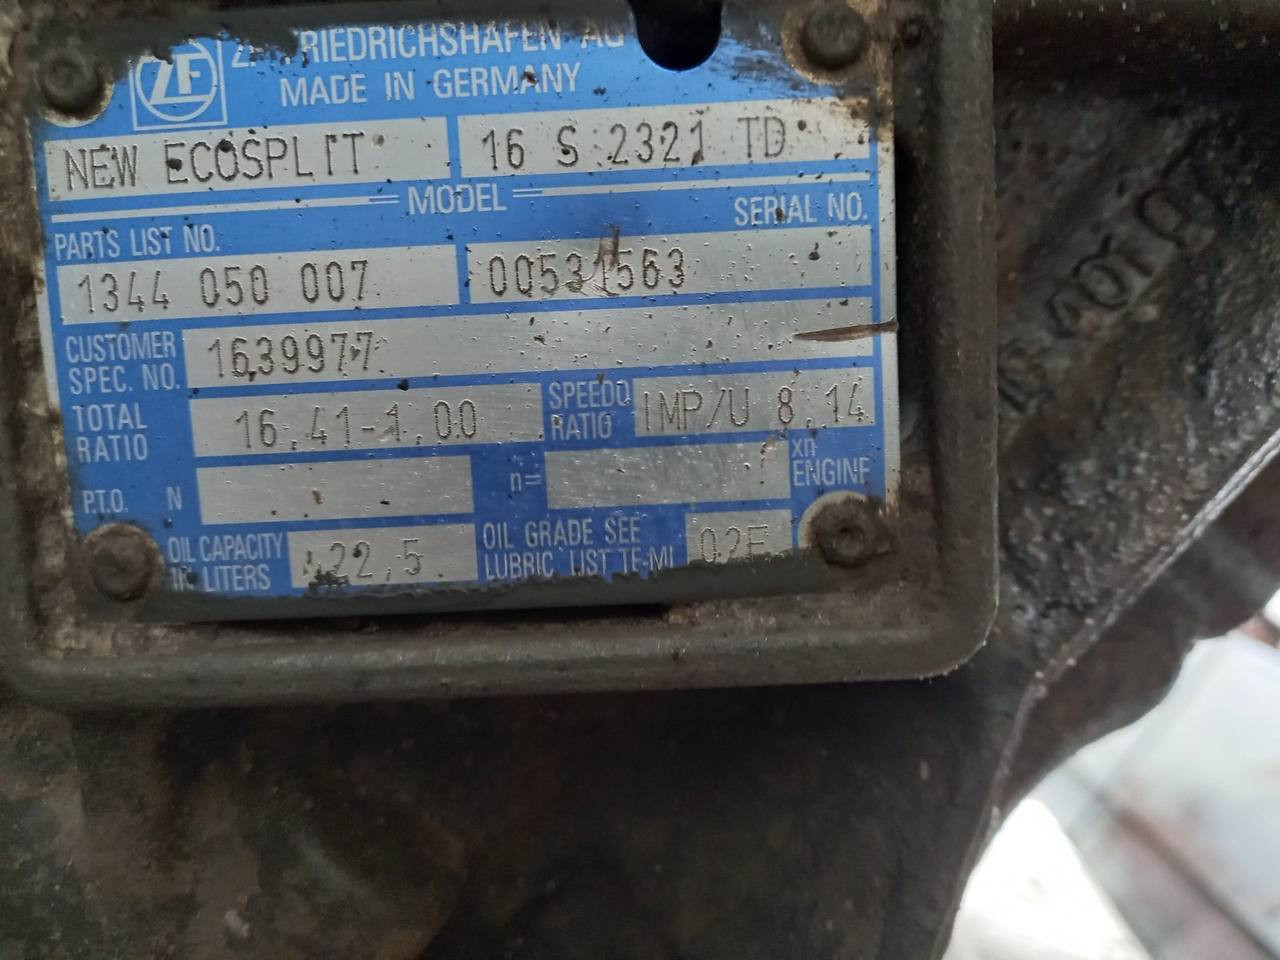 ZF
ZF FRIEDRICHSHAFEN AG
MADE IN GERMANY
NEW ECOSPLIT 16 S 2321 TD
MODEL
PARTS LIST NO. SERIAL NO.
1344 050 007 00531563
CUSTOMER SPEC. NO. 1639977
TOTAL RATIO 16,41-1,00 SPEEDO RATIO IMP/U 8,14
P.T.O. N n= xn ENGINE
OIL CAPACITY IN LITERS 22,5 OIL GRADE SEE LUBRIC. LIST TE-ML 02E